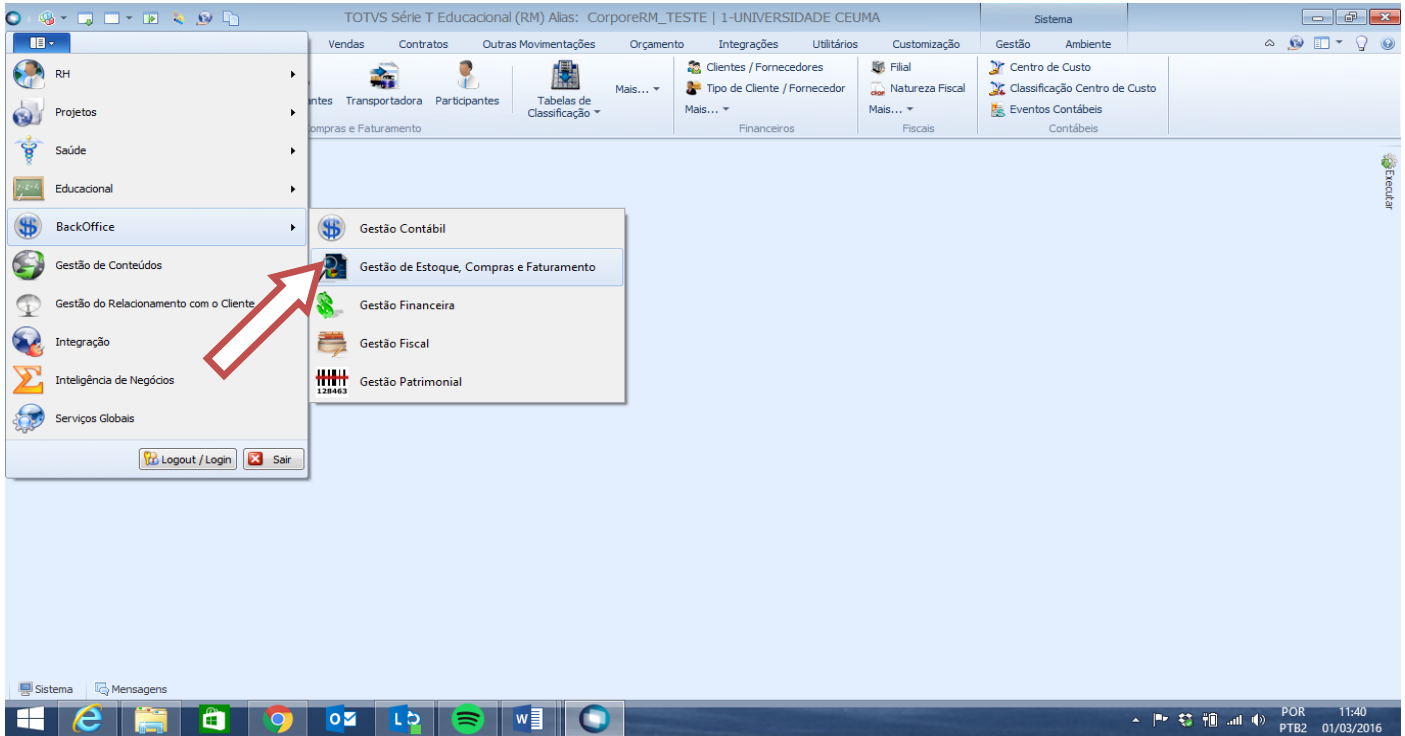 TOTVS Série T Educacional (RM) Alias: CorporeRM_TESTE | 1-UNIVERSIDADE CEUMA
Sistema
Vendas Contratos Outras Movimentações Orçamento Integrações Utilitários Customização Gestão Ambiente
RH
Projetos
Saúde
Educacional
BackOffice
Gestão de Conteúdos
Gestão do Relacionamento com o Cliente
Integração
Inteligência de Negócios
Serviços Globais
Logout / Login Sair
antes Transportadora Participantes
Tabelas de
Classificação
Mais...
ompras e Faturamento
Clientes / Fornecedores
Tipo de Cliente / Fornecedor
Mais...
Financeiros
Filial
Natureza Fiscal
Mais...
Fiscais
Centro de Custo
Classificação Centro de Custo
Eventos Contábeis
Contábeis
Executar
Gestão Contábil
Gestão de Estoque, Compras e Faturamento
Gestão Financeira
Gestão Fiscal
128463
Gestão Patrimonial
Sistema Mensagens
POR 11:40
PTB2 01/03/2016